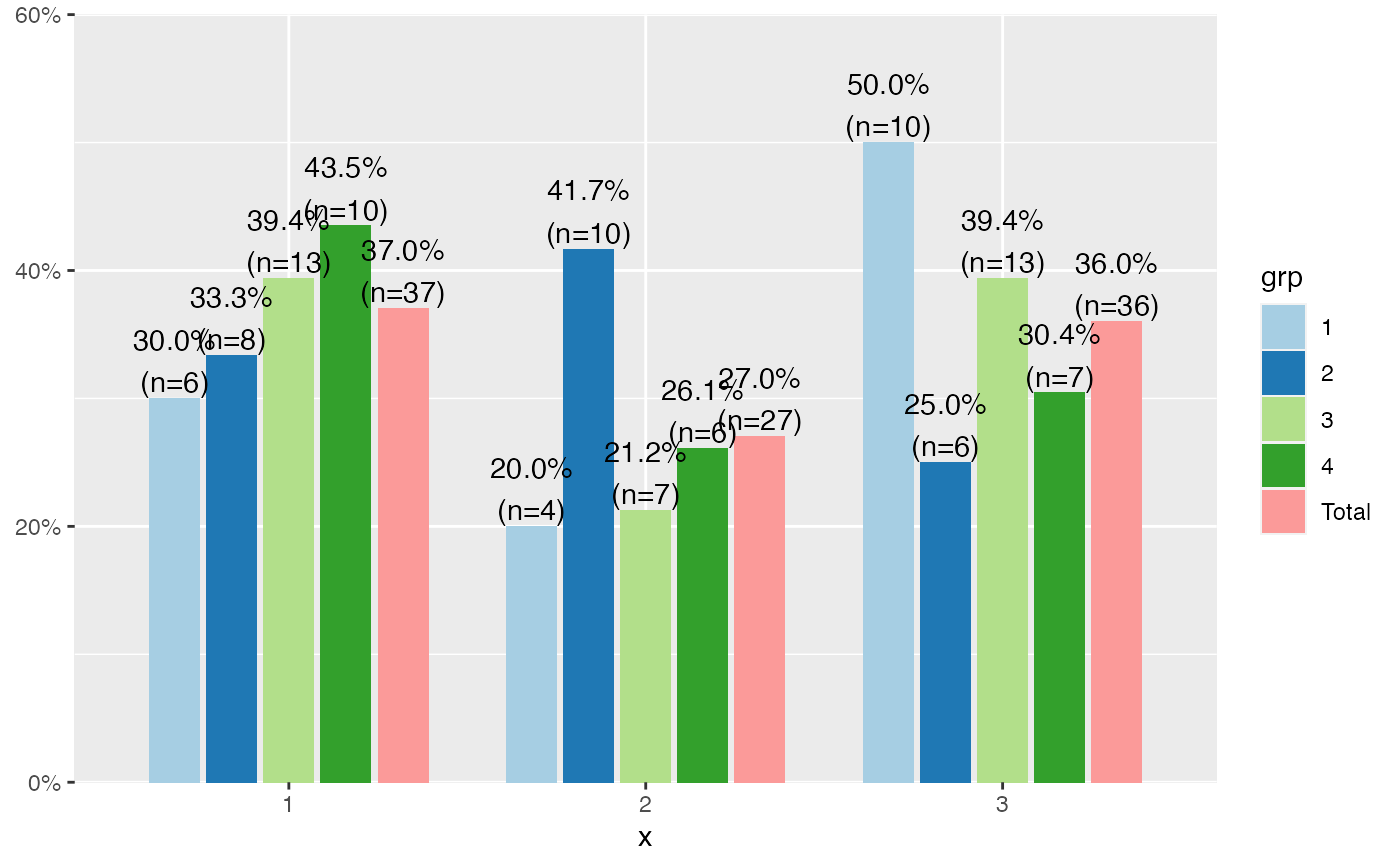 60%
40%
20%
0%
30.0%
(n=6)
33.3%
(n=8)
39.4%
(n=13)
43.5%
(n=10)
37.0%
(n=37)
20.0%
(n=4)
41.7%
(n=10)
21.2%
(n=7)
26.1%
(n=6)
27.0%
(n=27)
50.0%
(n=10)
25.0%
(n=6)
39.4%
(n=13)
30.4%
(n=7)
36.0%
(n=36)
1
2
3
x
grp
1
2
3
4
Total